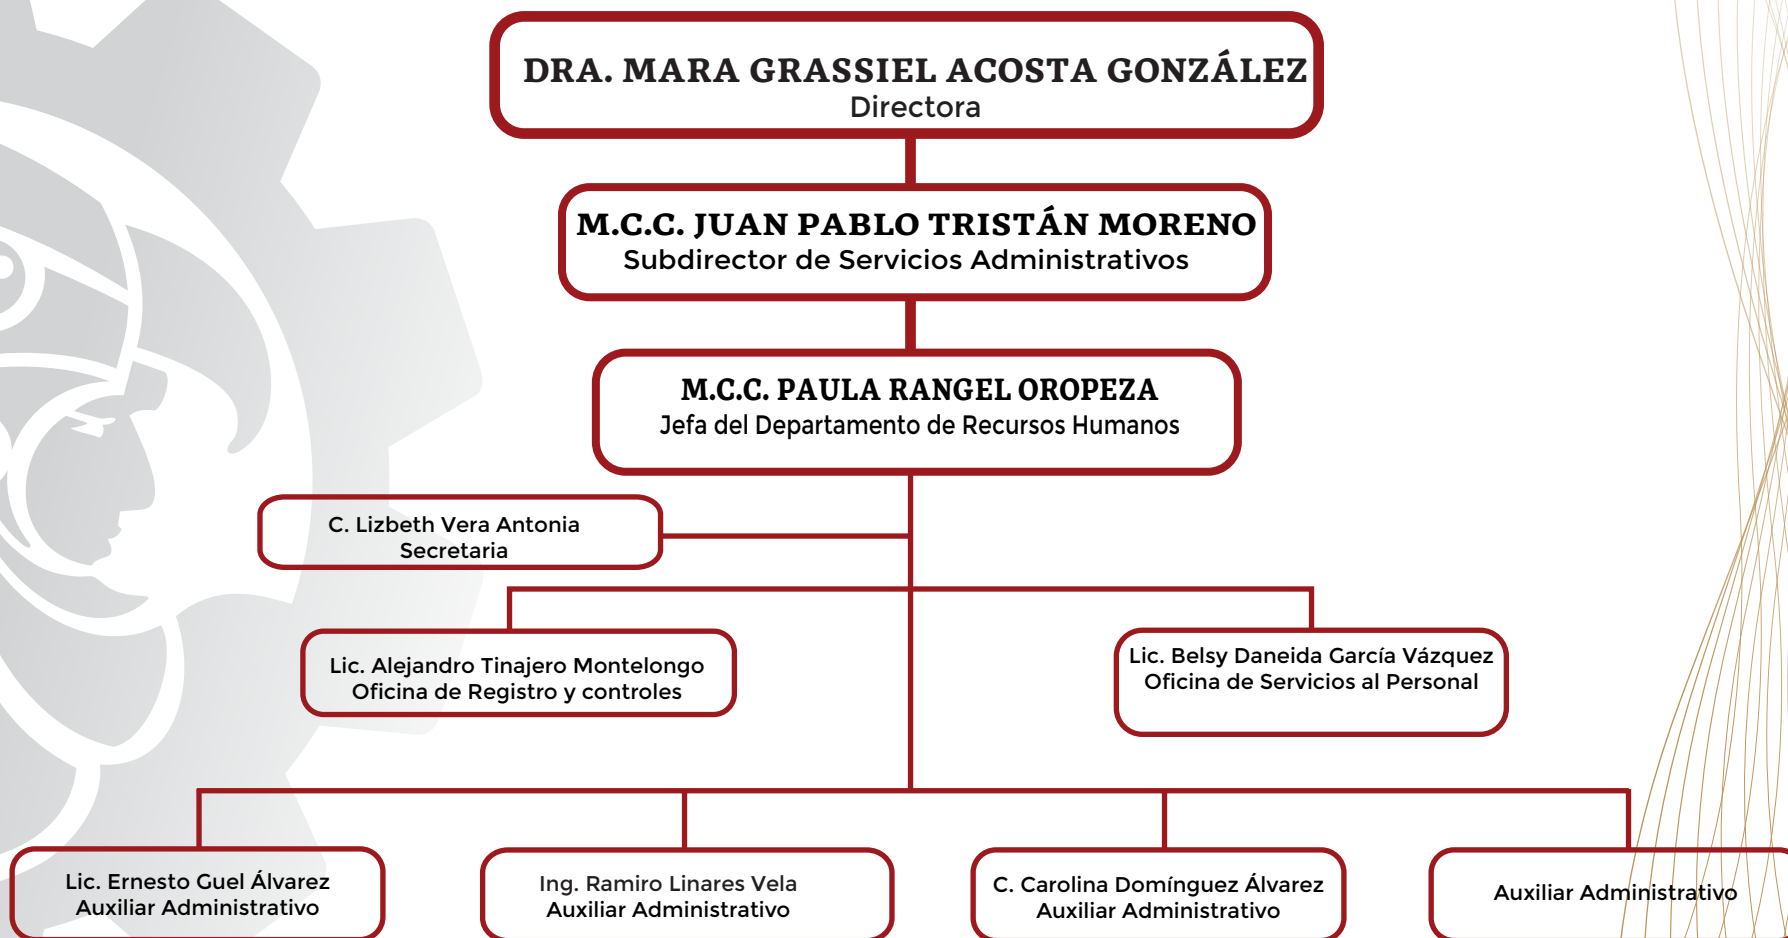 DRA. MARA GRASSIEL ACOSTA GONZÁLEZ
Directora
M.C.C. JUAN PABLO TRISTÁN MORENO
Subdirector de Servicios Administrativos
M.C.C. PAULA RANGEL OROPEZA
Jefa del Departamento de Recursos Humanos
C. Lizbeth Vera Antonia
Secretaria
Lic. Alejandro Tinajero Montelongo
Oficina de Registro y controles
Lic. Belsy Daneida García Vázquez
Oficina de Servicios al Personal
Lic. Ernesto Guel Álvarez
Auxiliar Administrativo
Ing. Ramiro Linares Vela
Auxiliar Administrativo
C. Carolina Domínguez Álvarez
Auxiliar Administrativo
Auxiliar Administrativo